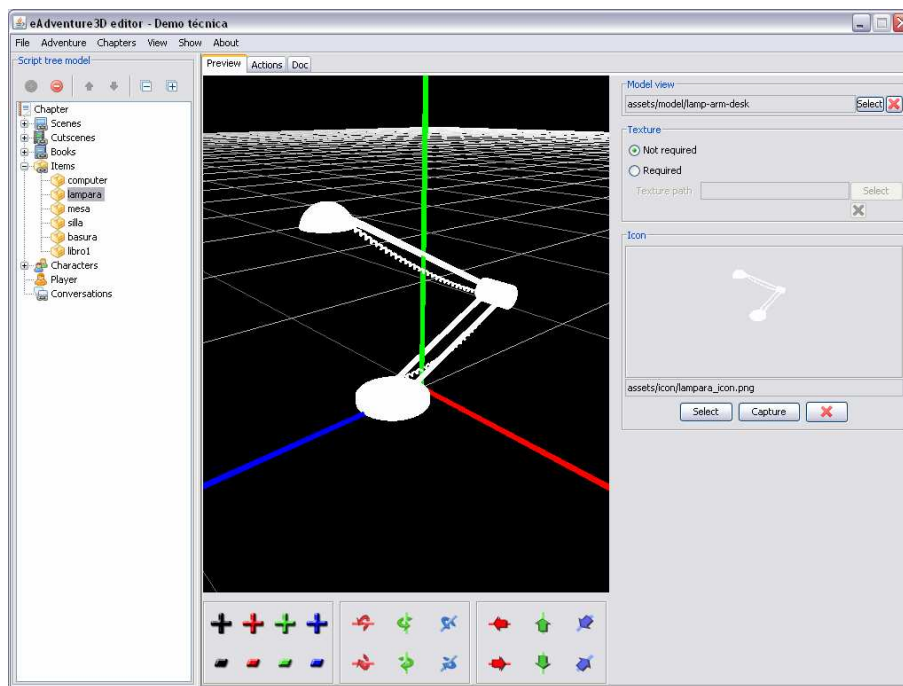 eAdventure3D editor - Demo técnica
File Adventure Chapters View Show About
Script tree model
Chapter
Scenes
Cutscenes
Books
Items
computer
lampara
mesa
silla
basura
libro1
Characters
Player
Conversations
Preview Actions Doc
Model view
assets/model/lamp-arm-desk Select
Texture
Not required
Required
Texture path Select
Icon
assets/icon/lampara_icon.png
Select Capture